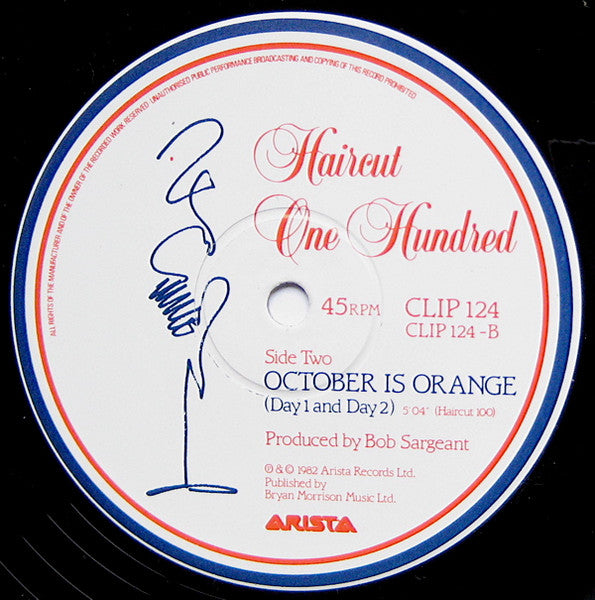 ALL RIGHTS OF THE MANUFACTURER AND OF THE OWNER OF THE RECORDED WORK RESERVED · UNAUTHORISED PUBLIC PERFORMANCE BROADCASTING AND COPYING OF THIS RECORD PROHIBITED
Haircut
One Hundred
45RPM CLIP 124
CLIP 124-B
Side Two
OCTOBER IS ORANGE
(Day 1 and Day 2) 5'04" (Haircut 100)
Produced by Bob Sargeant
℗ & © 1982 Arista Records Ltd.
Published by
Bryan Morrison Music Ltd.
ARISTA